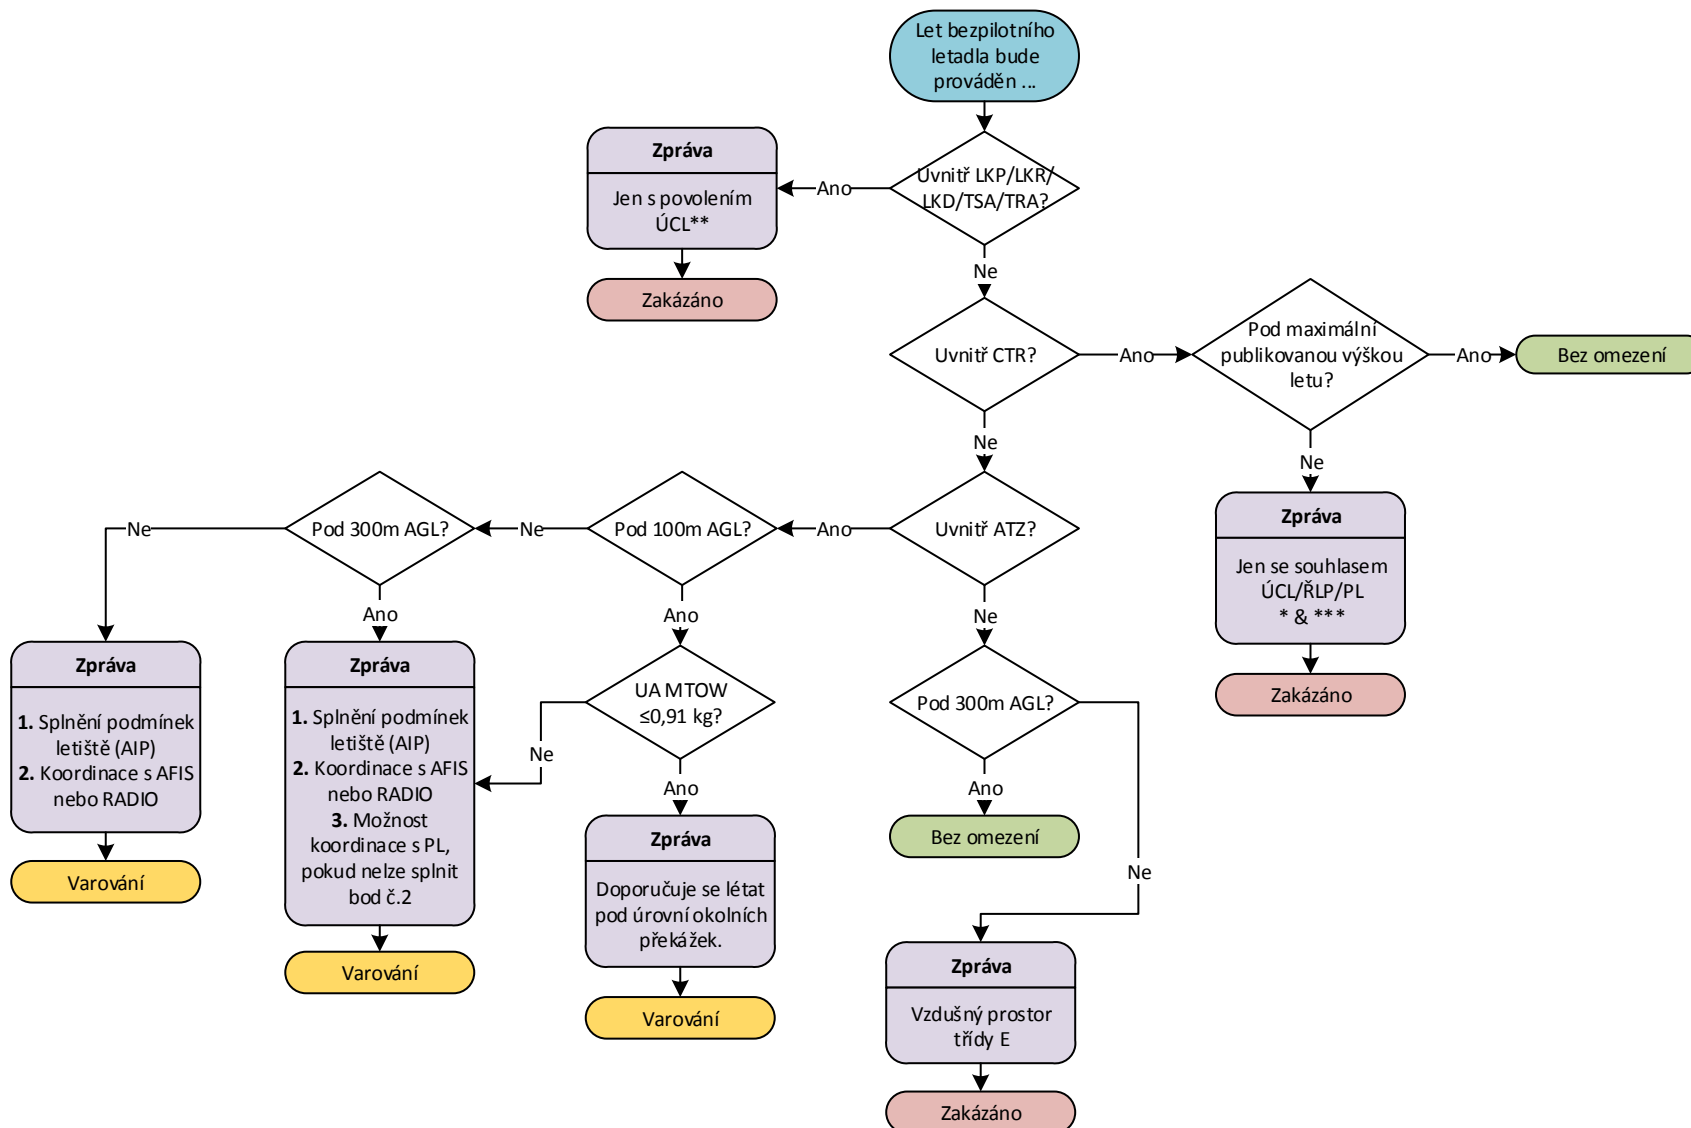 Let bezpilotního
letadla bude
prováděn ...
Zpráva
Jen s povolením
ÚCL**
Zakázáno
Ano
Uvnitř LKP/LKR/
LKD/TSA/TRA?
Ne
Uvnitř CTR?
Ano
Pod maximální
publikovanou výškou
letu?
Ano
Bez omezení
Ne
Ne
Zpráva
Jen se souhlasem
ÚCL/ŘLP/PL
* & ***
Zakázáno
Uvnitř ATZ?
Ano
Pod 100m AGL?
Ne
Pod 300m AGL?
Ne
Ano
Ano
Ne
Zpráva
1. Splnění podmínek
letiště (AIP)
2. Koordinace s AFIS
nebo RADIO
Varování
Zpráva
1. Splnění podmínek
letiště (AIP)
2. Koordinace s AFIS
nebo RADIO
3. Možnost
koordinace s PL,
pokud nelze splnit
bod č.2
Varování
UA MTOW
≤0,91 kg?
Ne
Ano
Zpráva
Doporučuje se létat
pod úrovní okolních
překážek.
Varování
Pod 300m AGL?
Ano
Bez omezení
Ne
Zpráva
Vzdušný prostor
třídy E
Zakázáno